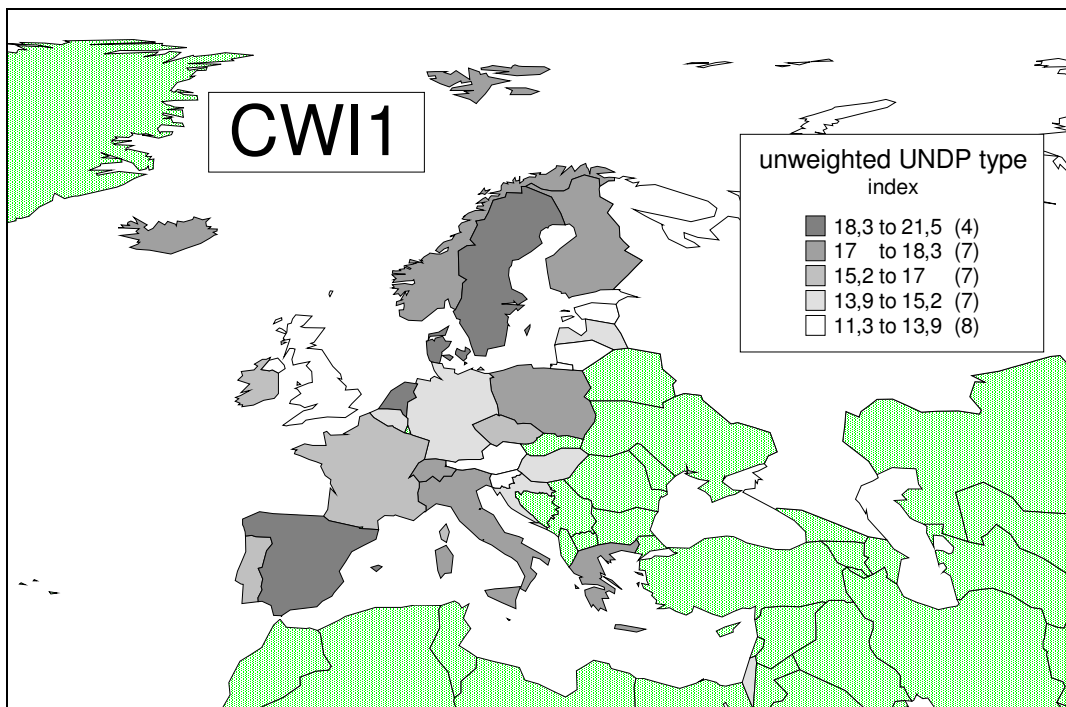 CWI1
unweighted UNDP type
index
18,3 to 21,5 (4)
17 to 18,3 (7)
15,2 to 17 (7)
13,9 to 15,2 (7)
11,3 to 13,9 (8)